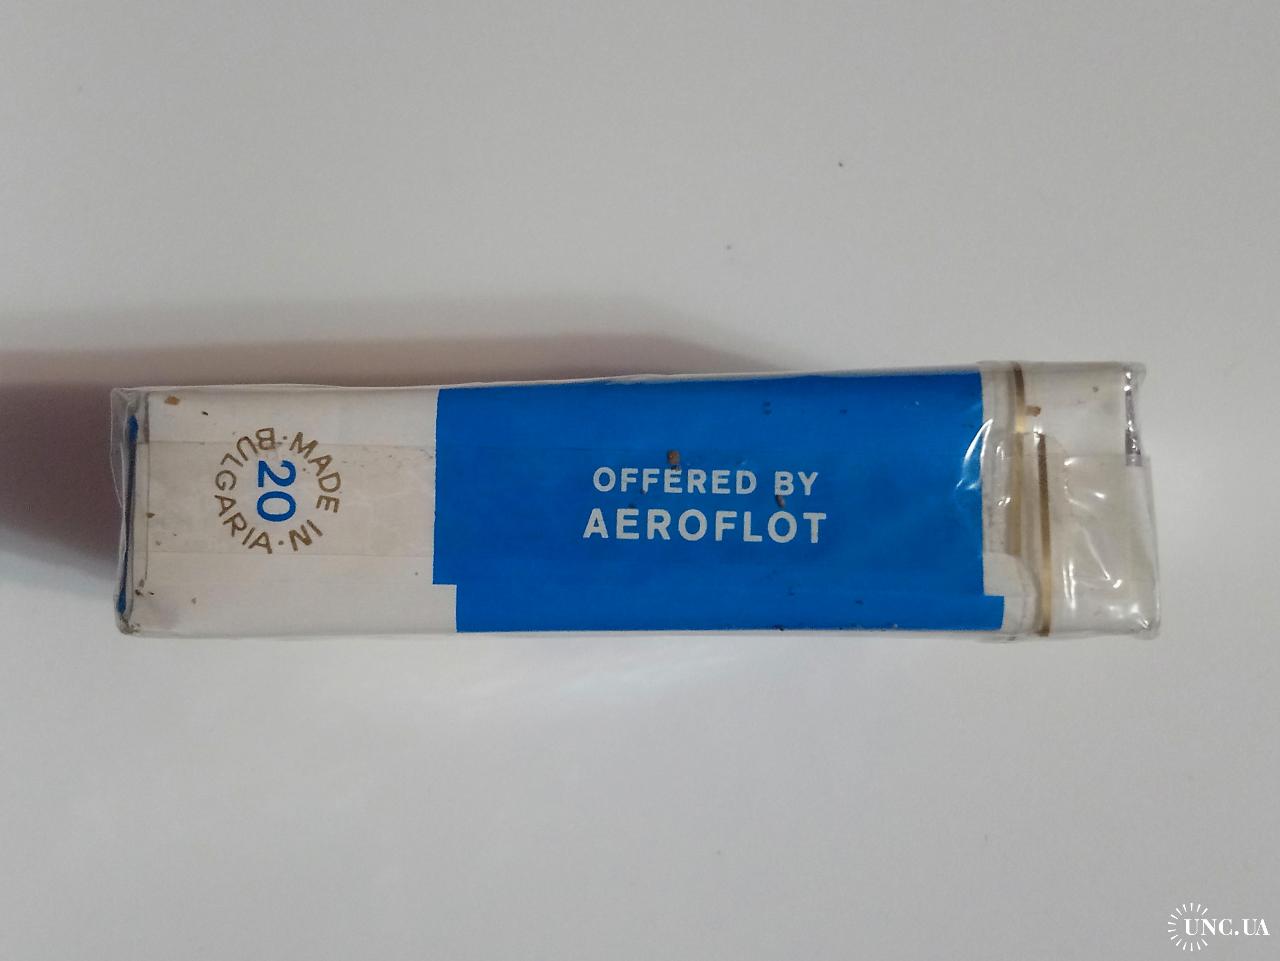 MADE IN BULGARIA
20
OFFERED BY
AEROFLOT
UNC.UA